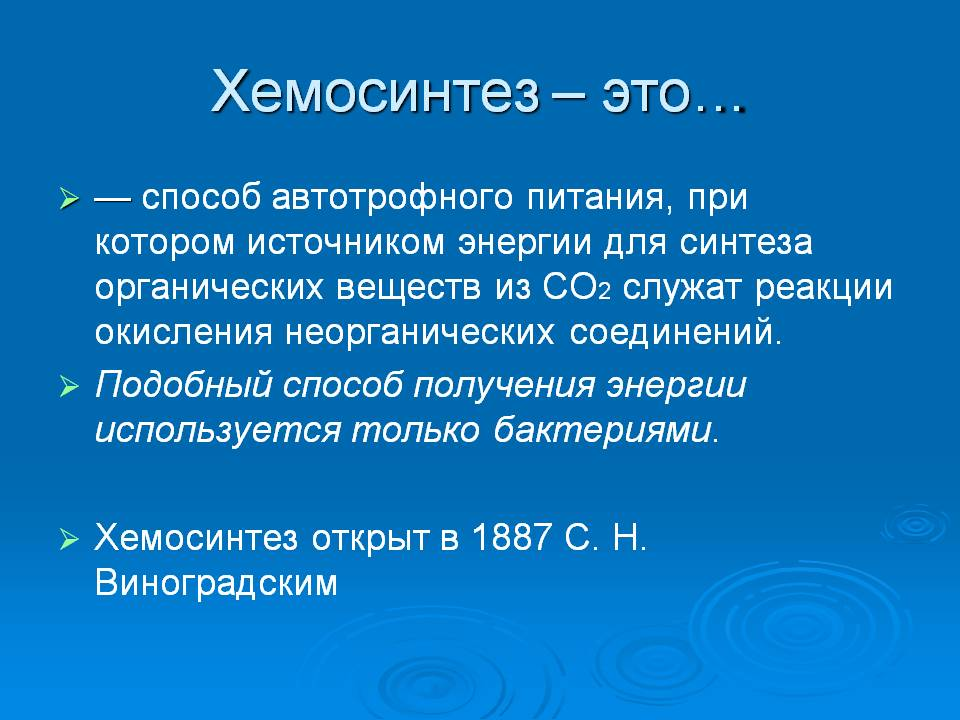 Хемосинтез – это…
— способ автотрофного питания, при
котором источником энергии для синтеза
органических веществ из CO2 служат реакции
окисления неорганических соединений.
Подобный способ получения энергии
используется только бактериями.
Хемосинтез открыт в 1887 С. Н.
Виноградским